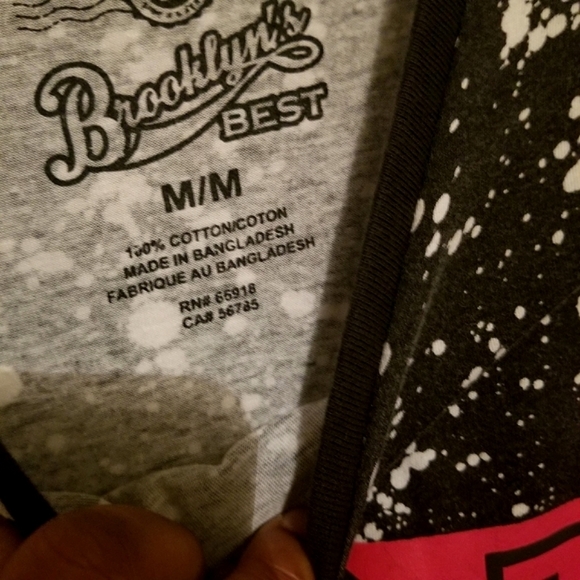 Brooklyn's
BEST
M/M
100% COTTON/COTON
MADE IN BANGLADESH
FABRIQUE AU BANGLADESH
RN# 66918
CA# 56785